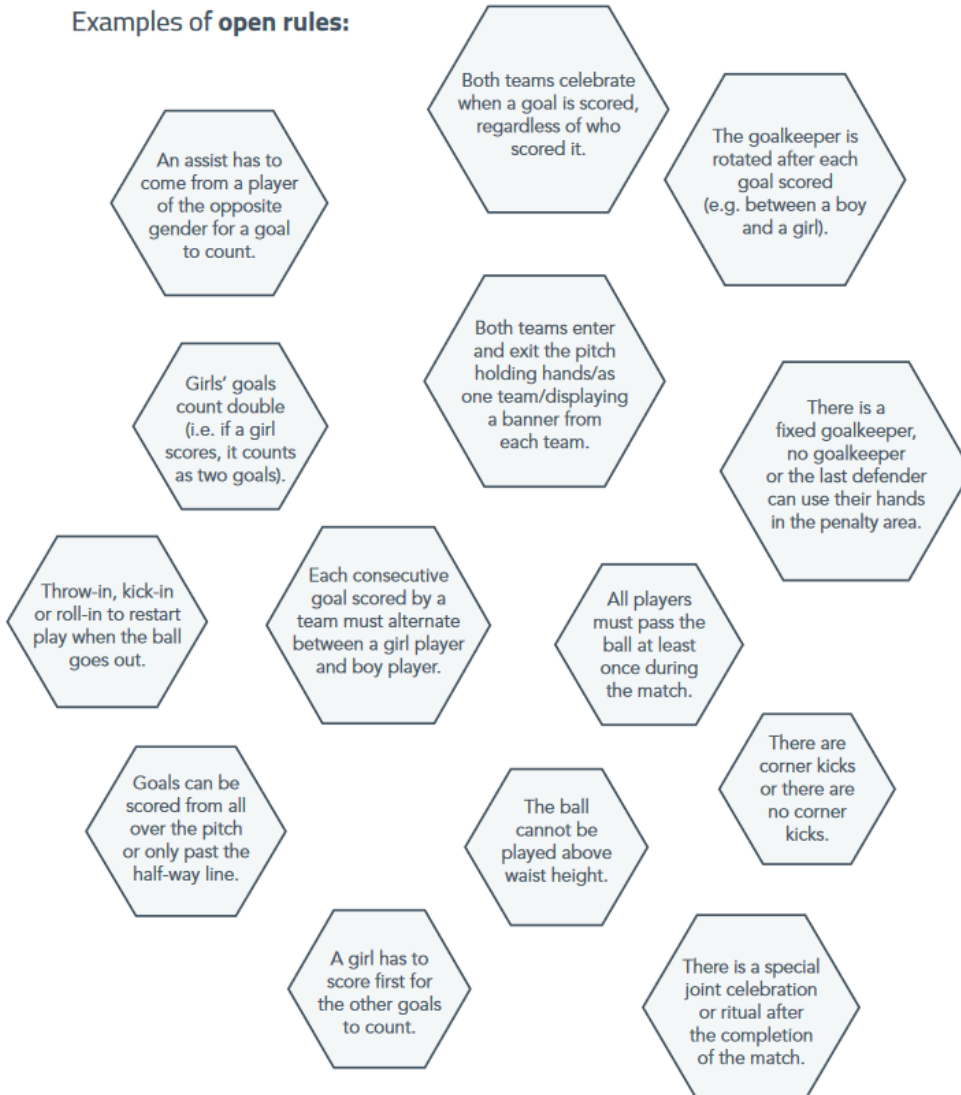 Examples of open rules:
Both teams celebrate
when a goal is scored,
regardless of who
scored it.
An assist has to
come from a player
of the opposite
gender for a goal
to count.
The goalkeeper is
rotated after each
goal scored
(e.g. between a boy
and a girl).
Both teams enter
and exit the pitch
holding hands/as
one team/displaying
a banner from
each team.
Girls’ goals
count double
(i.e. if a girl
scores, it counts
as two goals).
There is a
fixed goalkeeper,
no goalkeeper
or the last defender
can use their hands
in the penalty area.
Throw-in, kick-in
or roll-in to restart
play when the ball
goes out.
Each consecutive
goal scored by a
team must alternate
between a girl player
and boy player.
All players
must pass the
ball at least
once during
the match.
There are
corner kicks
or there are
no corner
kicks.
Goals can be
scored from all
over the pitch
or only past the
half-way line.
The ball
cannot be
played above
waist height.
A girl has to
score first for
the other goals
to count.
There is a special
joint celebration
or ritual after
the completion
of the match.